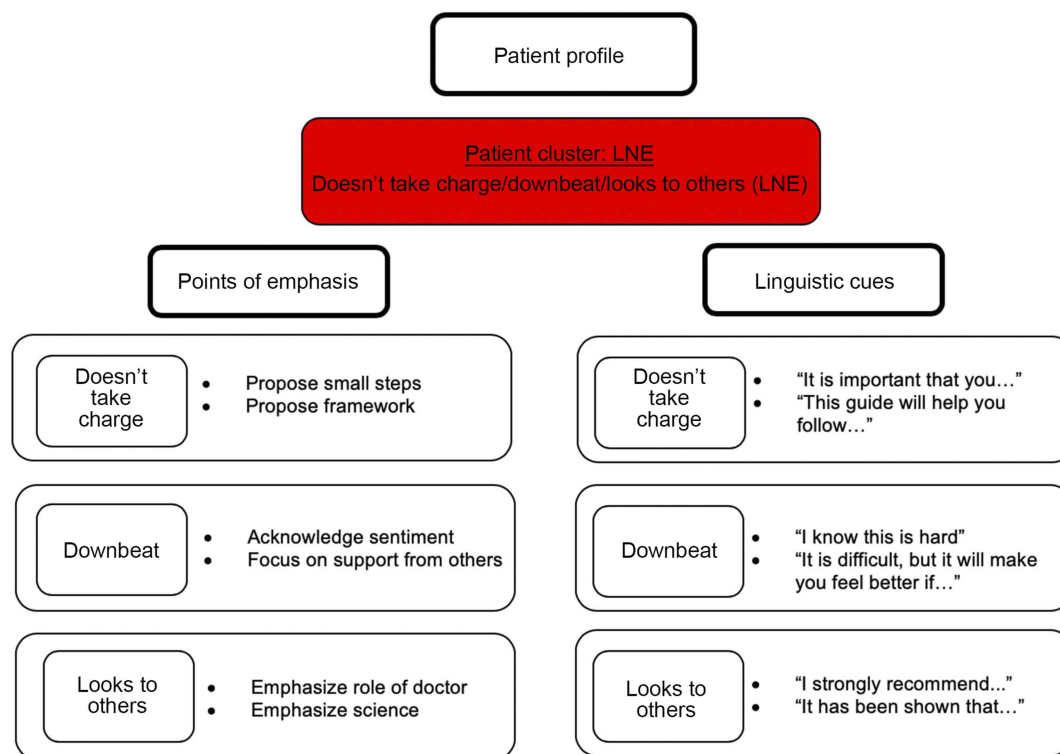 Patient profile
Patient cluster: LNE
Doesn’t take charge/downbeat/looks to others (LNE)
Points of emphasis
Doesn’t
take
charge
• Propose small steps
• Propose framework
Downbeat
• Acknowledge sentiment
• Focus on support from others
Looks to
others
• Emphasize role of doctor
• Emphasize science
Linguistic cues
Doesn’t
take
charge
• “It is important that you…”
• “This guide will help you
follow…”
Downbeat
• “I know this is hard”
• “It is difficult, but it will make
you feel better if…”
Looks to
others
• “I strongly recommend...”
• “It has been shown that…”